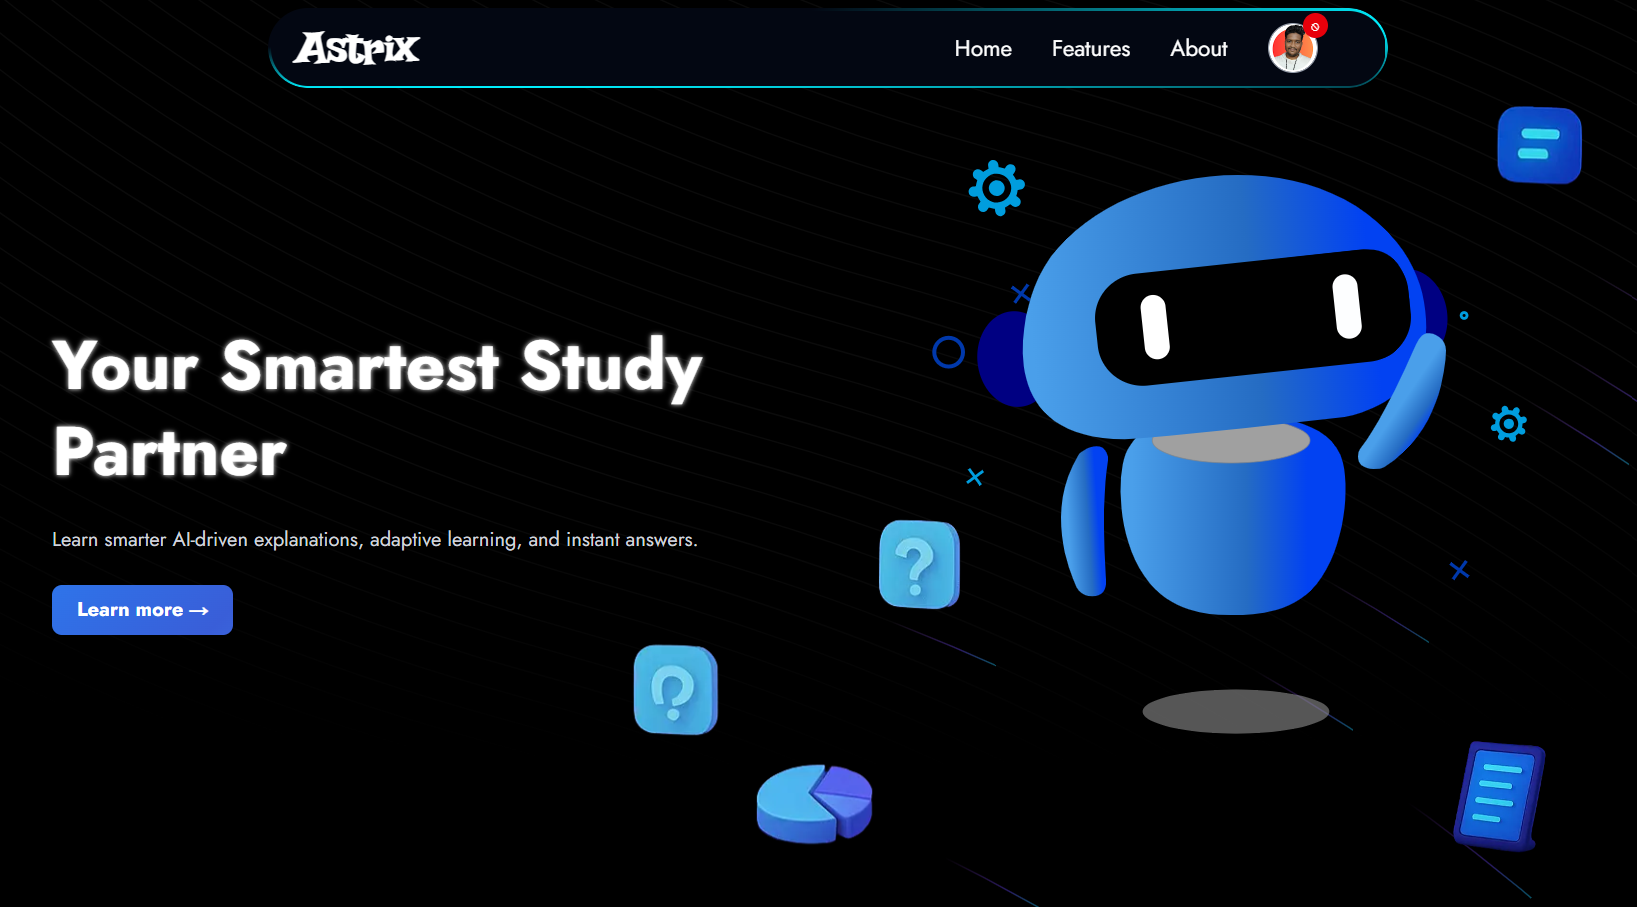 Astrix
Home Features About
Your Smartest Study
Partner
Learn smarter AI-driven explanations, adaptive learning, and instant answers.
Learn more →
?
?